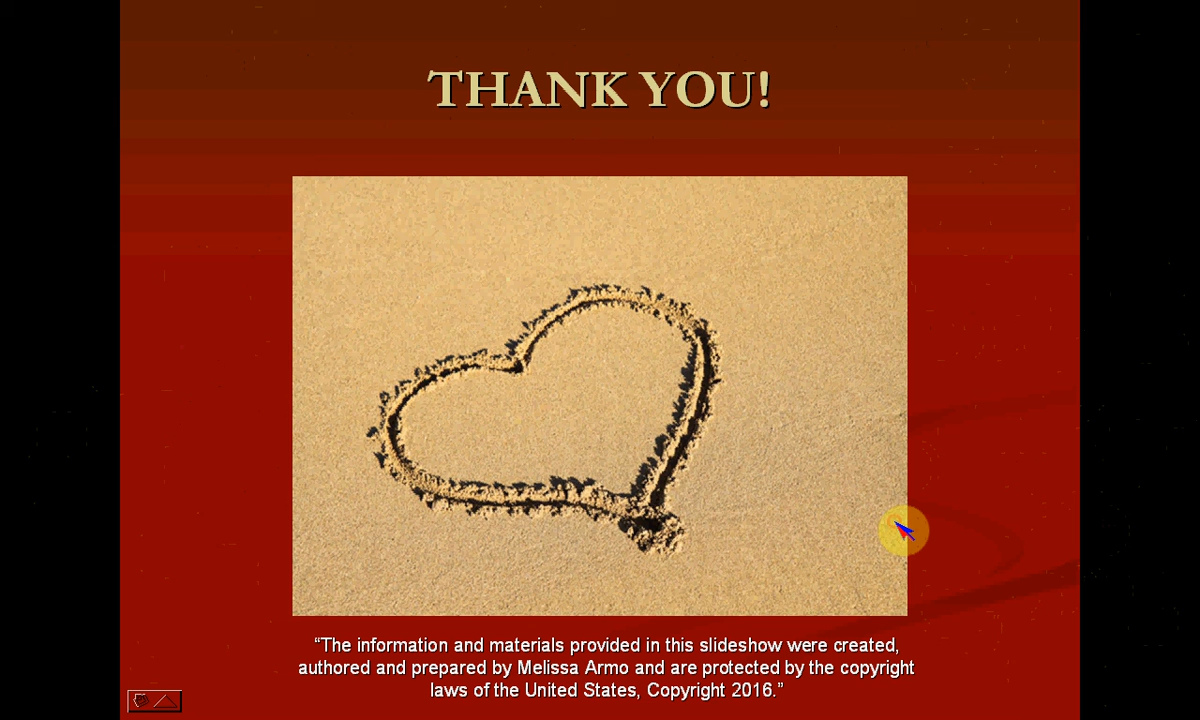 THANK YOU!
“The information and materials provided in this slideshow were created,
authored and prepared by Melissa Armo and are protected by the copyright
laws of the United States, Copyright 2016.”